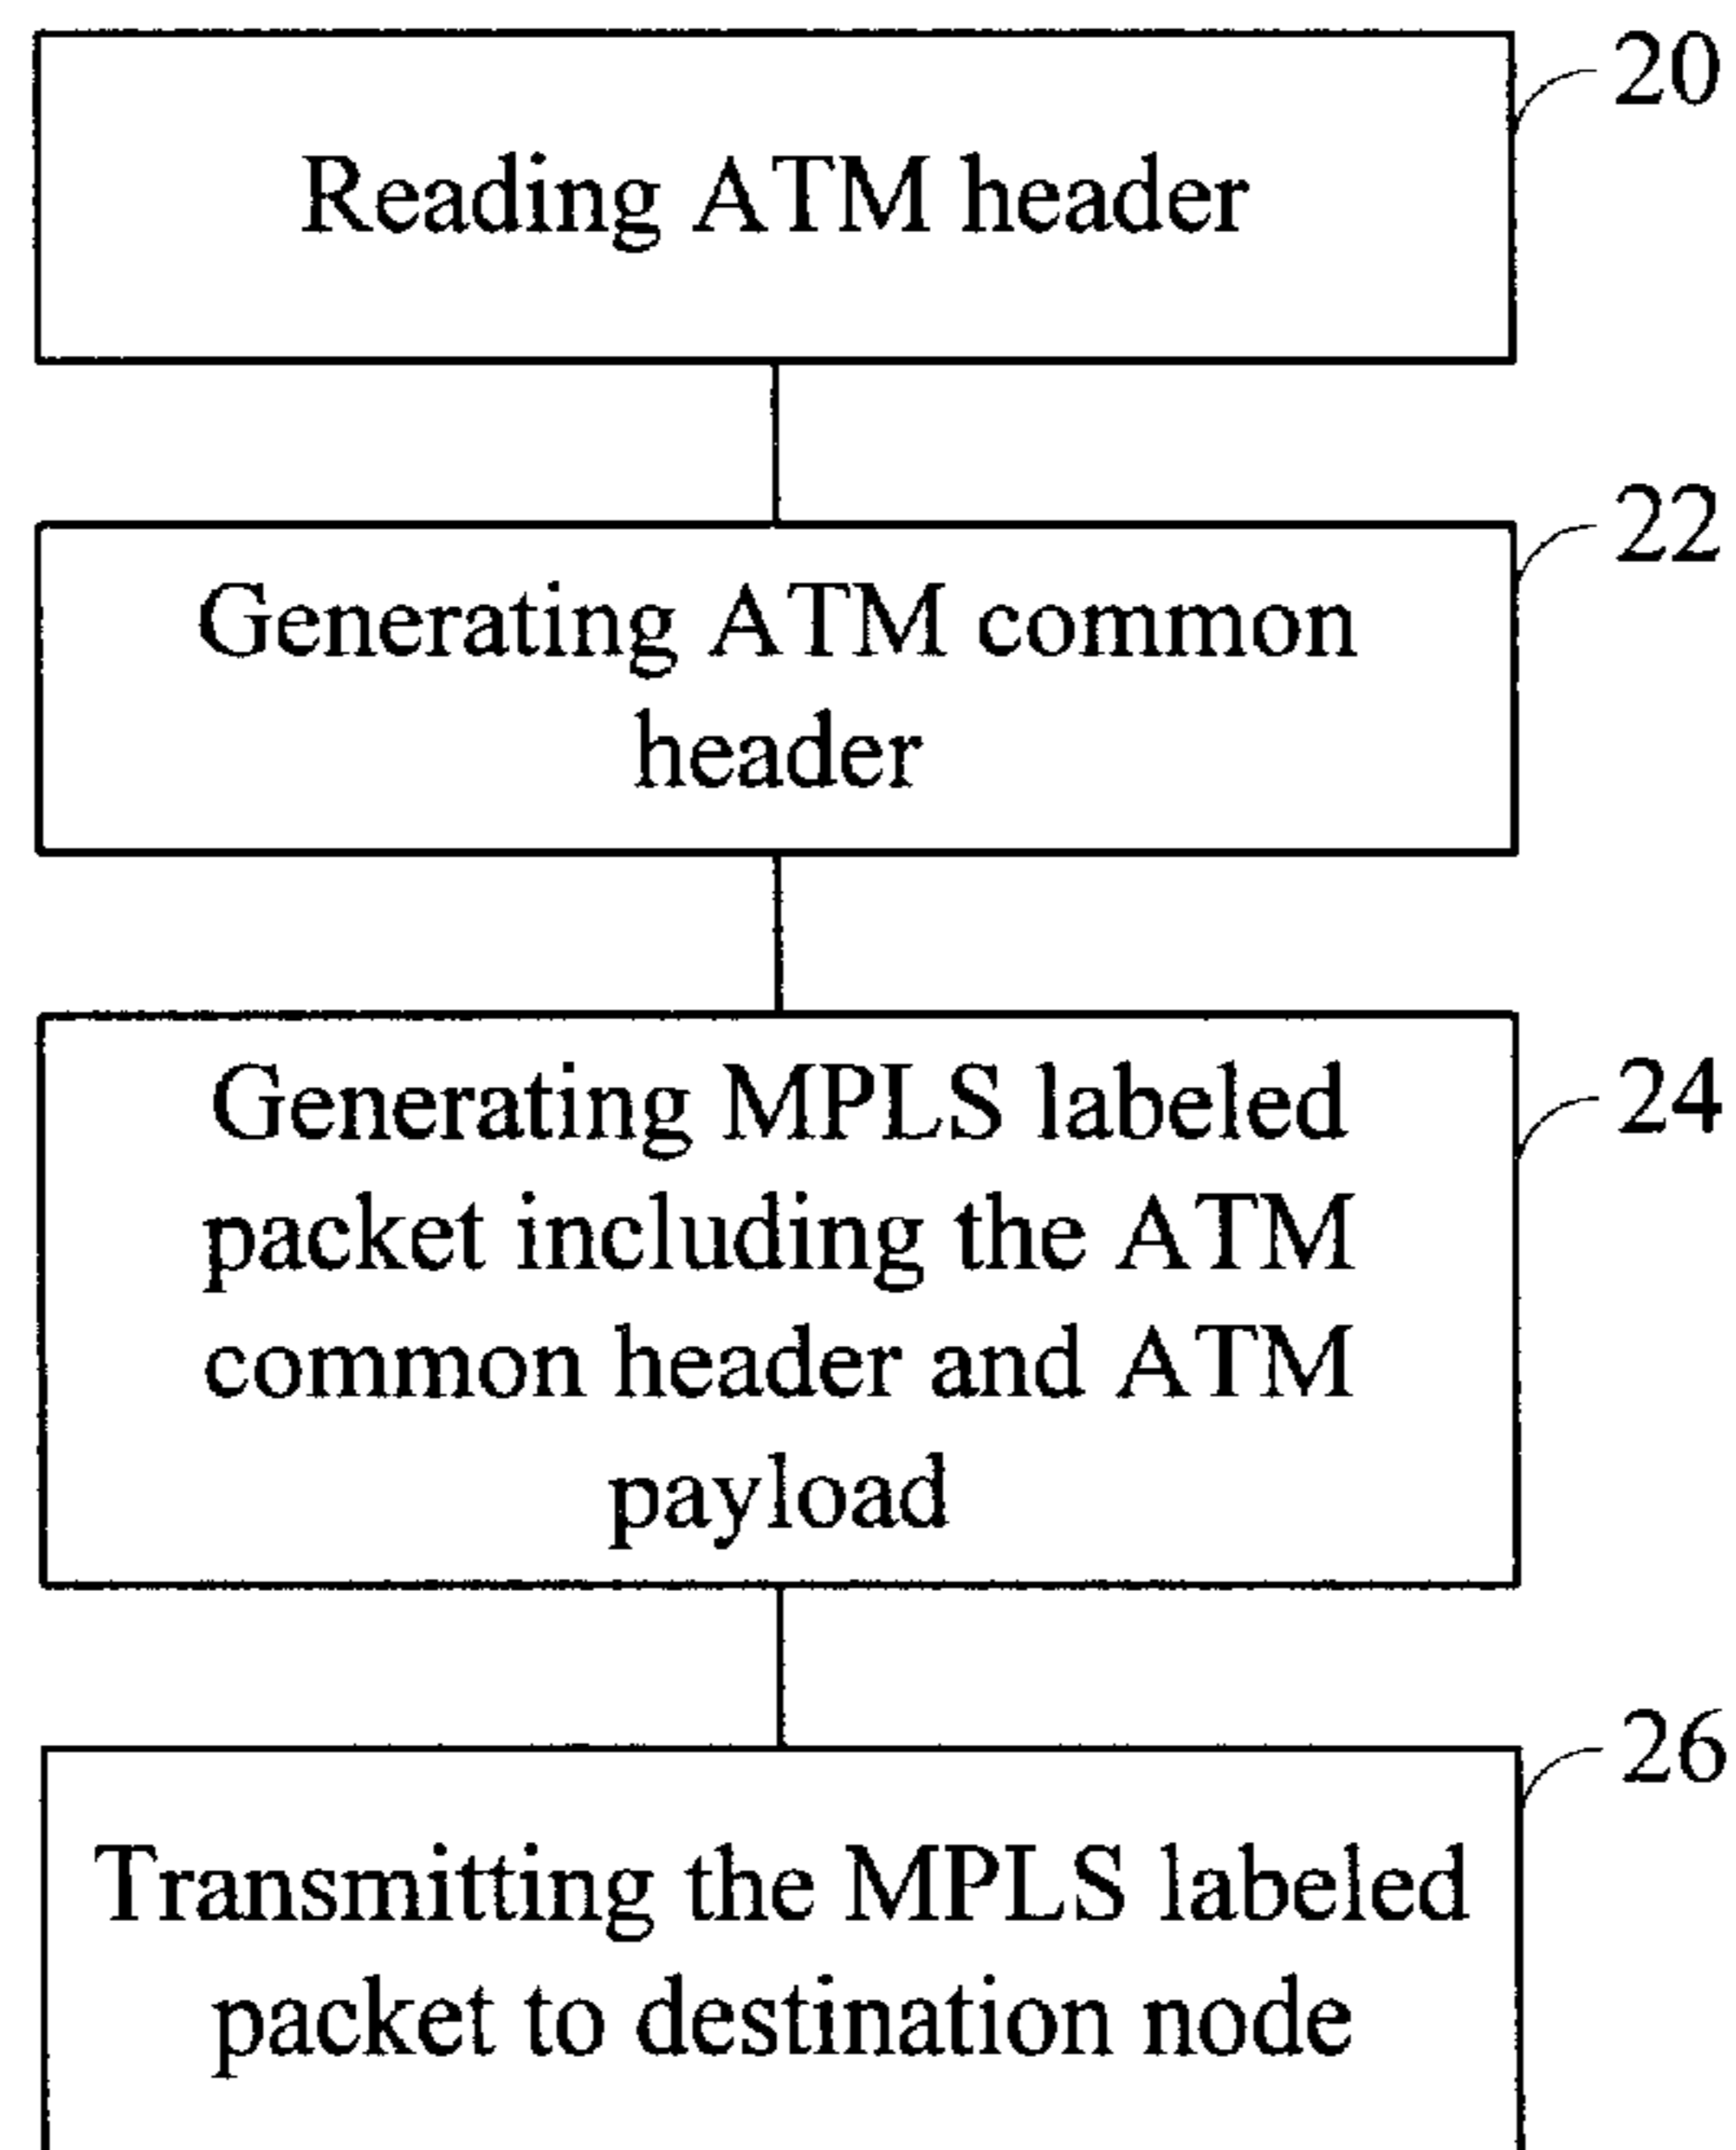 20
Reading ATM header
22
Generating ATM common
header
24
Generating MPLS labeled
packet including the ATM
common header and ATM
payload
26
Transmitting the MPLS labeled
packet to destination node